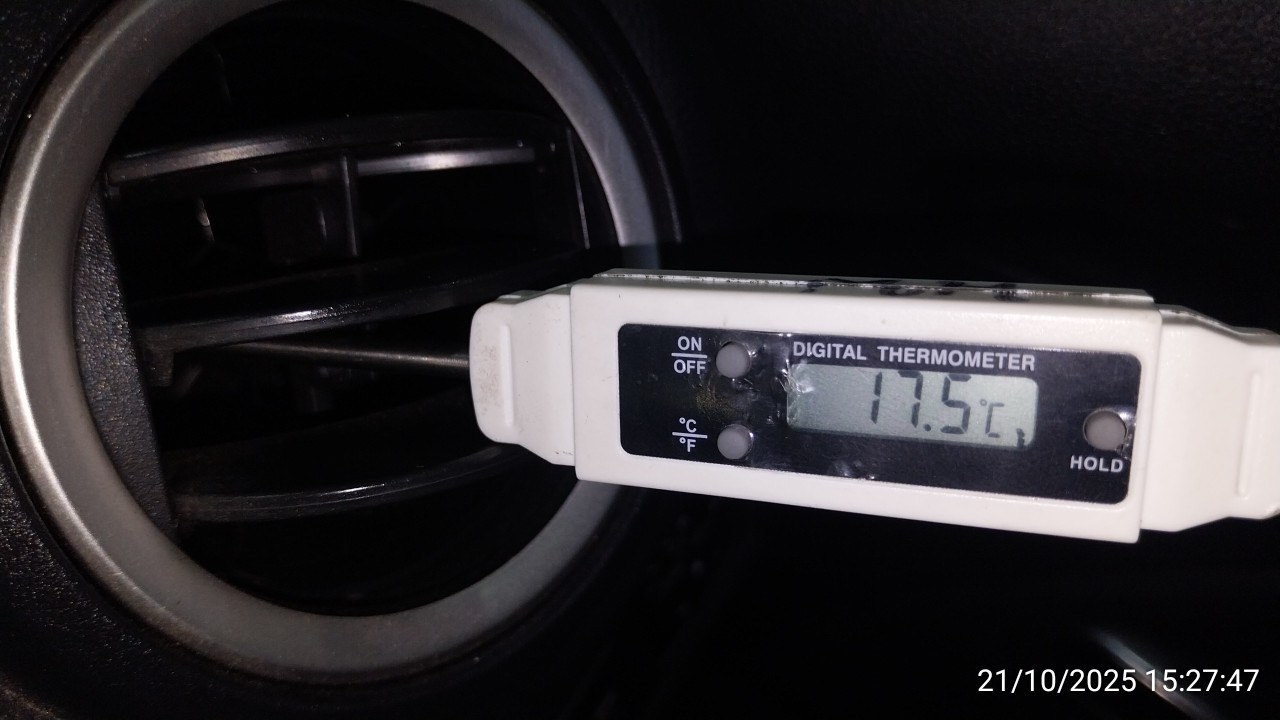 ON
OFF
°C
°F
DIGITAL THERMOMETER
17.5°C
HOLD
21/10/2025 15:27:47